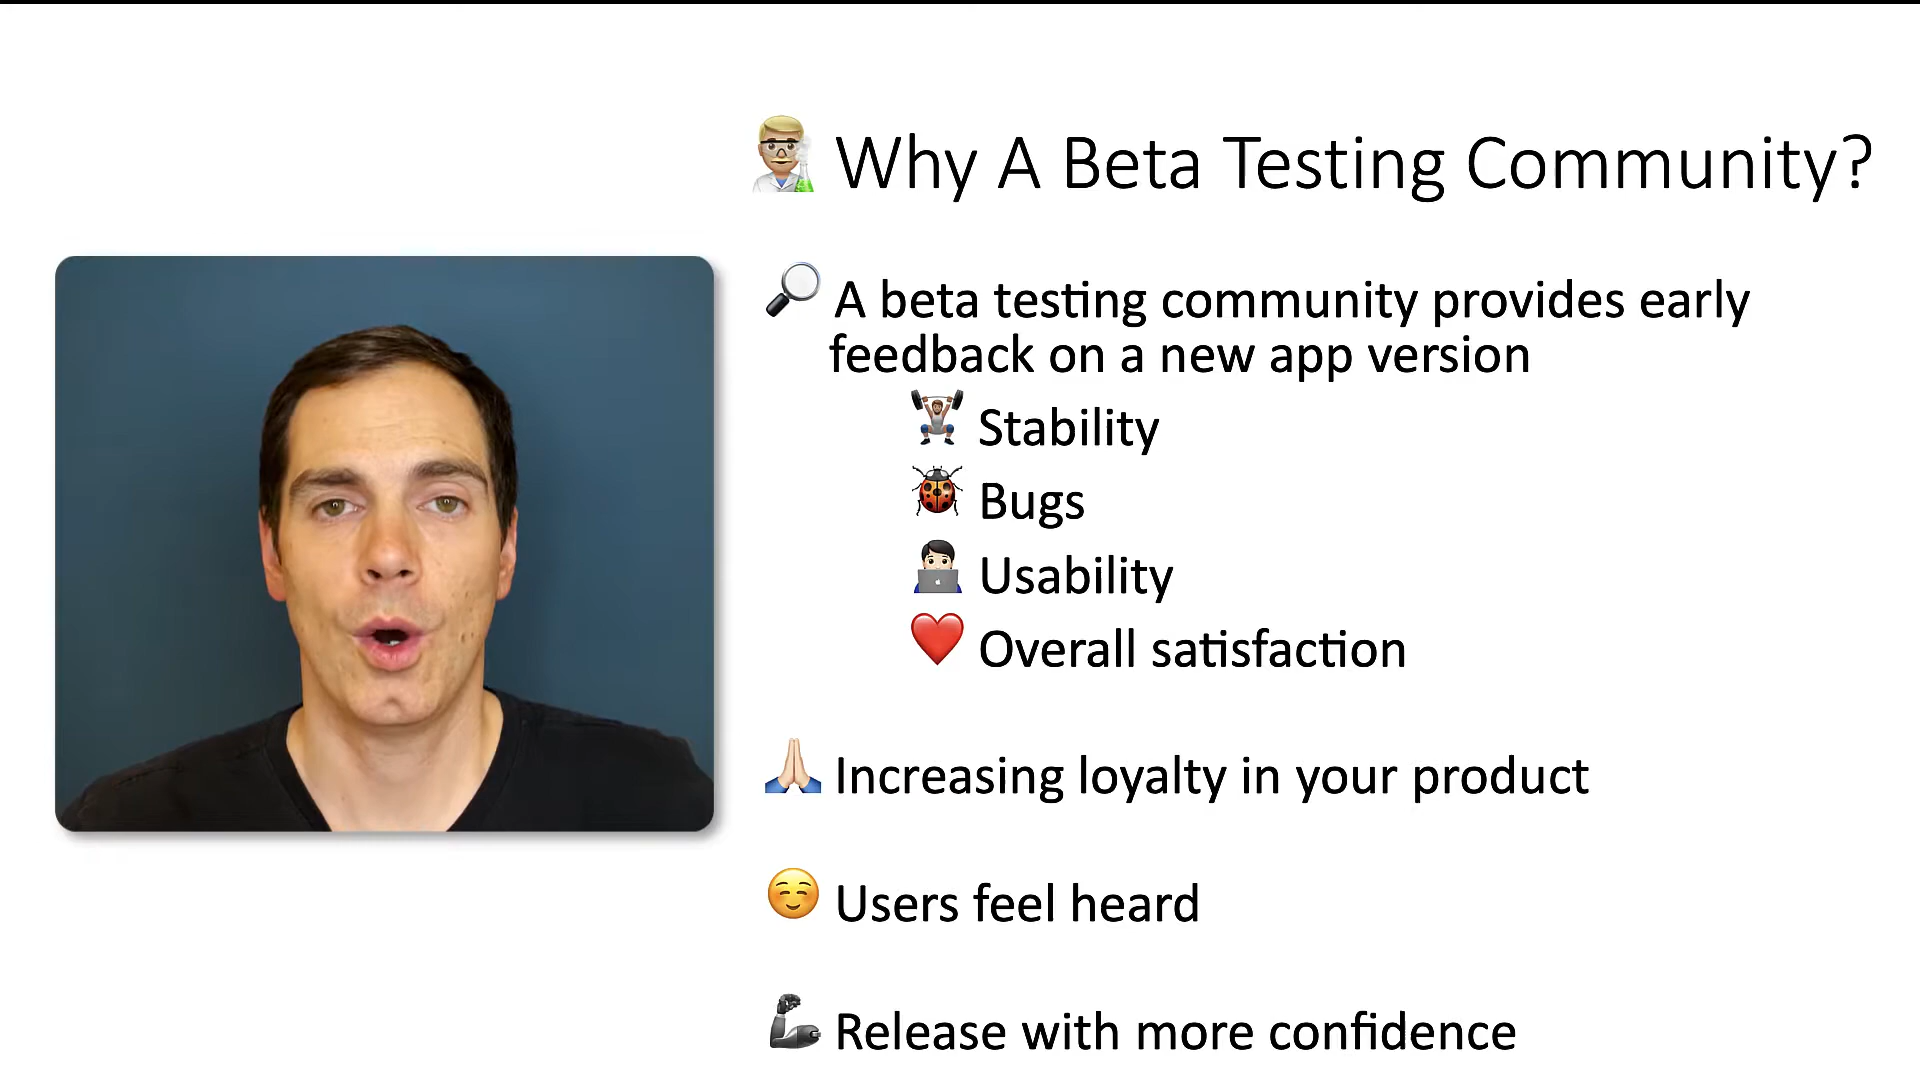 Why A Beta Testing Community?
A beta testing community provides early
feedback on a new app version
Stability
Bugs
Usability
Overall satisfaction
Increasing loyalty in your product
Users feel heard
Release with more confidence